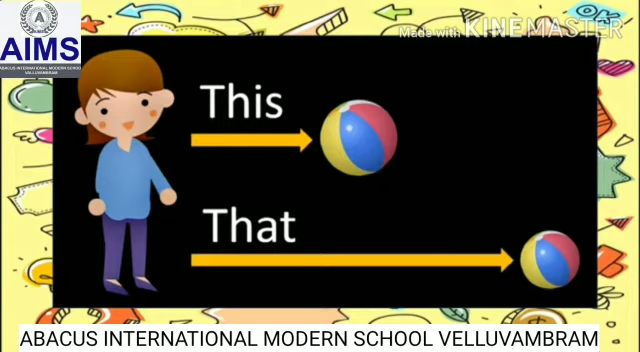 Made with KINEMASTER
AIMS
ABACUS INTERNATIONAL MODERN SCHOOL
VELLUVAMBRAM
This
That
ABACUS INTERNATIONAL MODERN SCHOOL VELLUVAMBRAM